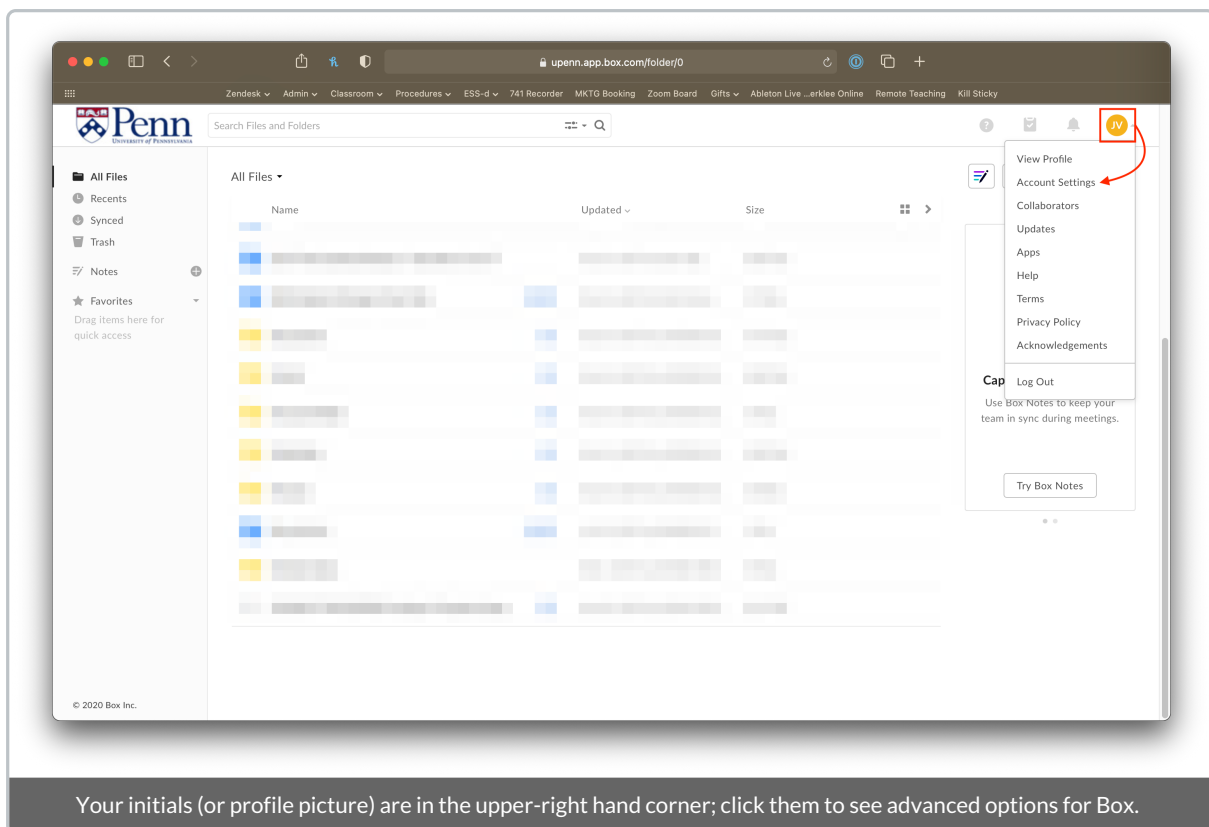 upenn.app.box.com/folder/0
Zendesk Admin Classroom Procedures ESS-d 741 Recorder MKTG Booking Zoom Board Gifts Ableton Live ...erklee Online Remote Teaching Kill Sticky
Penn
UNIVERSITY of PENNSYLVANIA
Search Files and Folders
JV
View Profile
Account Settings
Collaborators
Updates
Apps
Help
Terms
Privacy Policy
Acknowledgements
Log Out
All Files
Recents
Synced
Trash
Notes
Favorites
Drag items here for
quick access
All Files
Name Updated Size
Cap
Use Box Notes to keep your
team in sync during meetings.
Try Box Notes
© 2020 Box Inc.
Your initials (or profile picture) are in the upper-right hand corner; click them to see advanced options for Box.